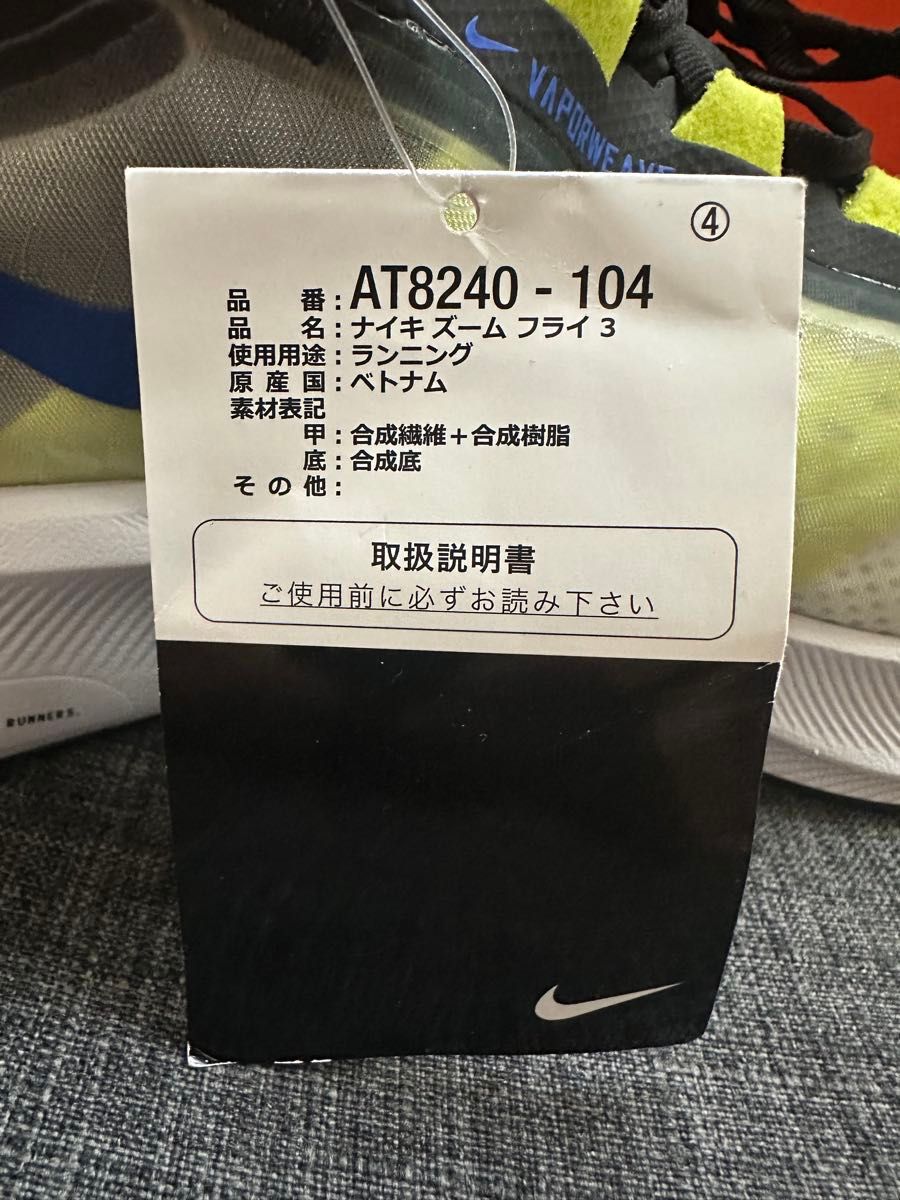 VAPORWEAVE
④
品番:AT8240-104
品名:ナイキ ズーム フライ 3
使用用途:ランニング
原産国:ベトナム
素材表記
甲:合成繊維+合成樹脂
底:合成底
その他:
取扱説明書
ご使用前に必ずお読み下さい
RUNNERS.